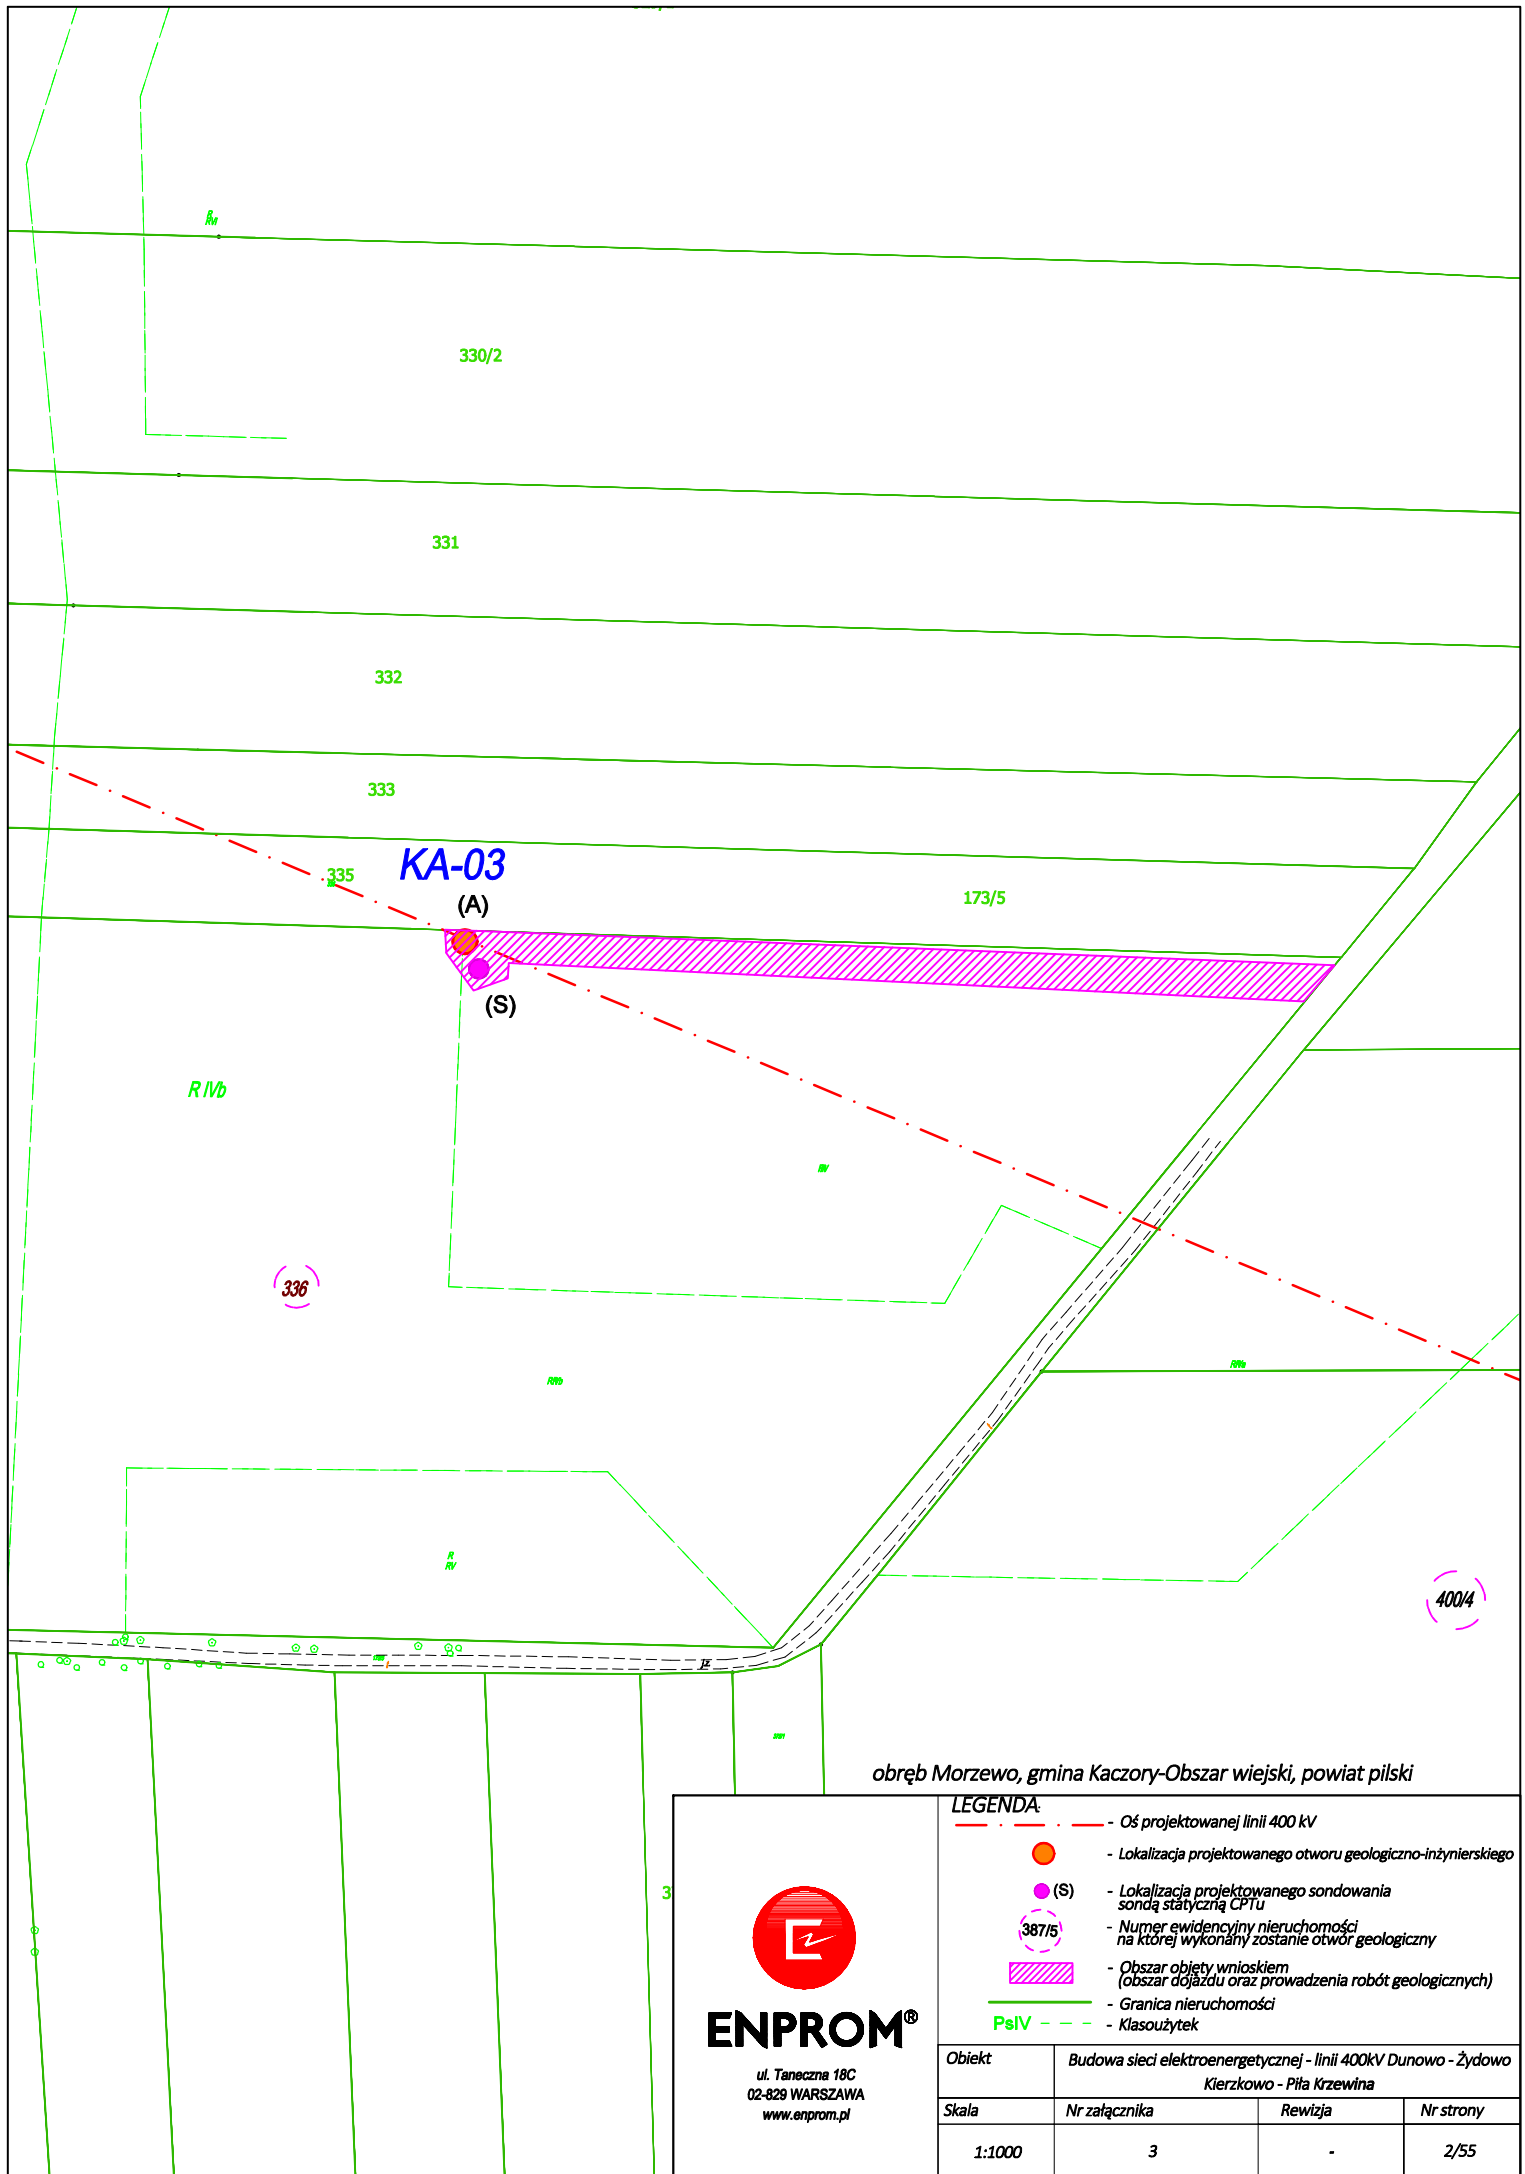 330/2
331
332
333
335
KA-03
(A)
173/5
(S)
R IVb
RV
336
RIVb
RIVa
R
RV
400/4
obręb Morzewo, gmina Kaczory-Obszar wiejski, powiat pilski
LEGENDA:
- Oś projektowanej linii 400 kV
- Lokalizacja projektowanego otworu geologiczno-inżynierskiego
(S) - Lokalizacja projektowanego sondowania
sondą statyczną CPTu
387/5 - Numer ewidencyjny nieruchomości
na której wykonany zostanie otwór geologiczny
- Obszar objęty wnioskiem
(obszar dojazdu oraz prowadzenia robót geologicznych)
- Granica nieruchomości
PsIV - Klasoużytek
ENPROM®
ul. Taneczna 18C
02-829 WARSZAWA
www.enprom.pl
Obiekt
Budowa sieci elektroenergetycznej - linii 400kV Dunowo - Żydowo
Kierzkowo - Piła Krzewina
Skala Nr załącznika Rewizja Nr strony
1:1000 3 - 2/55